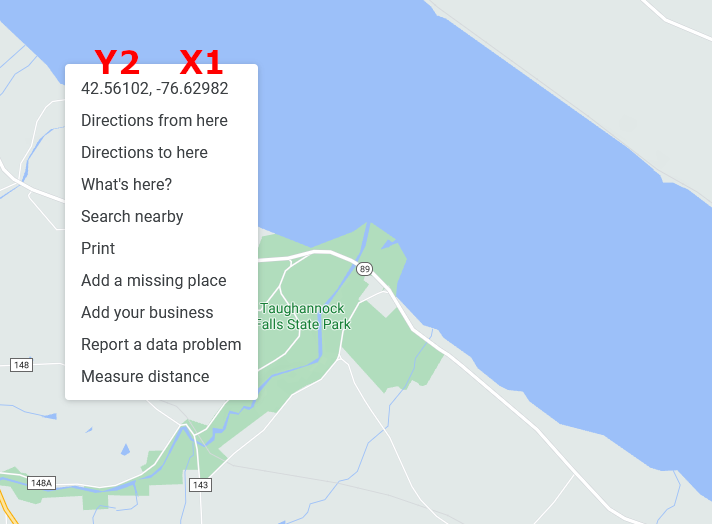 Y2 X1
42.56102, -76.62982
Directions from here
Directions to here
What's here?
Search nearby
Print
Add a missing place
Add your business
Report a data problem
Measure distance
89
Taughannock
Falls State Park
148
148A
143